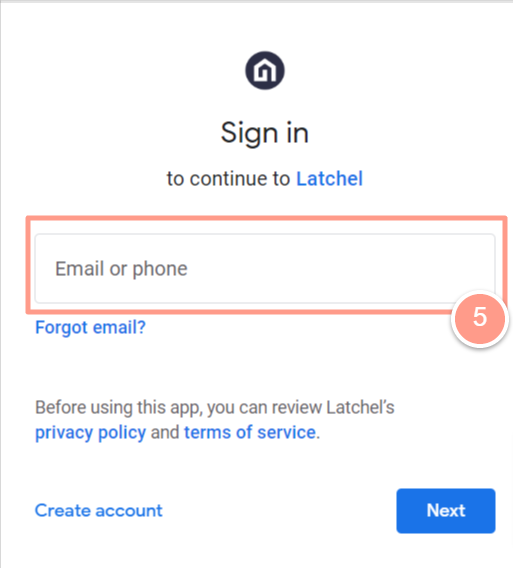 Sign in
to continue to Latchel
Email or phone
5
Forgot email?
Before using this app, you can review Latchel's
privacy policy and terms of service.
Create account
Next